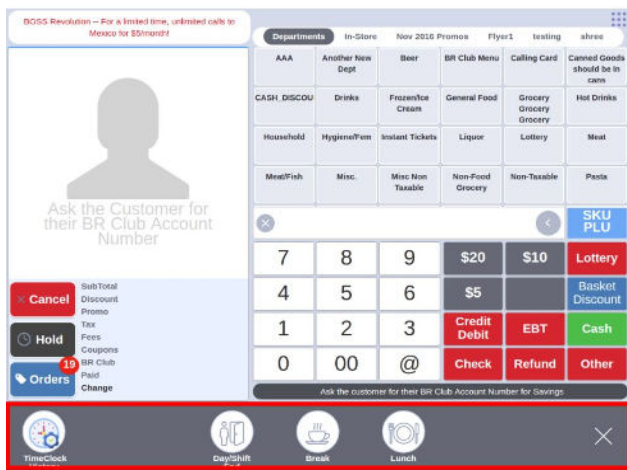 BOSS Revolution -- For a limited time, unlimited calls to
Mexico for $5/month!
Departments In-Store Nov 2016 Promos Flyer1 testing shree
AAA Another New Dept Beer BR Club Menu Calling Card Canned Goods should be in cann
CASH_DISCOU Drinks Frozen/Ice Cream General Food Grocery Grocery Grocery Hot Drinks
Household Hygiene/Fem Instant Tickets Liquor Lottery Meat
Meat/Fish Misc. Misc Non Taxable Non-Food Grocery Non-Taxable Pasta
Ask the Customer for
their BR Club Account
Number
SKU
PLU
7 8 9 $20 $10 Lottery
4 5 6 $5 Basket Discount
1 2 3 Credit Debit EBT Cash
0 00 @ Check Refund Other
Cancel
Hold
19
Orders
SubTotal
Discount
Promo
Tax
Fees
Coupons
BR Club
Paid
Change
Ask the customer for their BR Club Account Number for Savings
TimeClock
History
Day/Shift
End
Break
Lunch